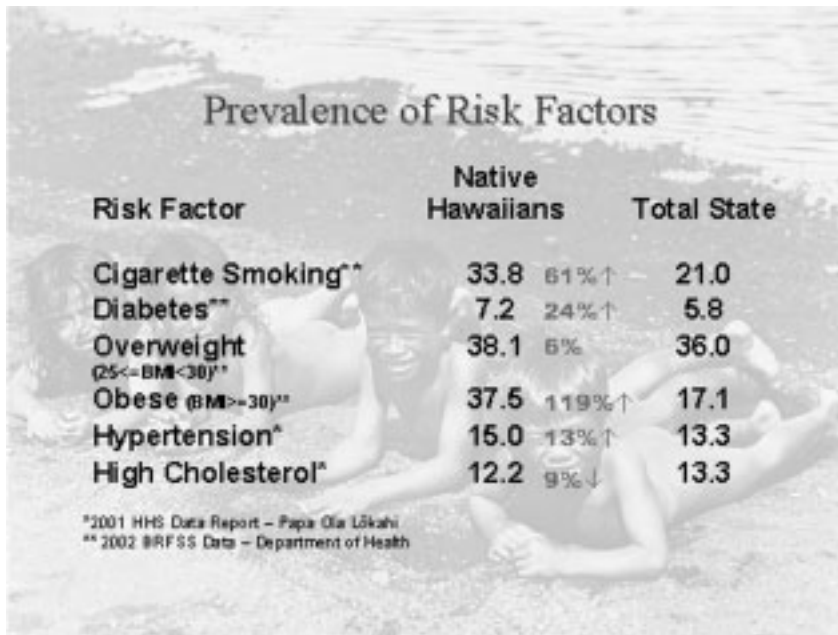 Prevalence of Risk Factors
Native
Risk Factor Hawaiians Total State
Cigarette Smoking** 33.8 61%↑ 21.0
Diabetes** 7.2 24%↑ 5.8
Overweight 38.1 6% 36.0
(25<=BMI<30)**
Obese (BMI>=30)** 37.5 119%↑ 17.1
Hypertension* 15.0 13%↑ 13.3
High Cholesterol* 12.2 9%↓ 13.3
*2001 HHS Data Report – Papa Ola Lōkahi
** 2002 BRFSS Data – Department of Health